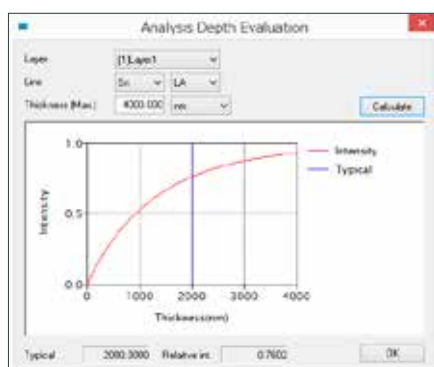 Analysis Depth Evaluation
Layer [1]Layer1
Line Sn LA
Thickness (Max.) 4000.000 nm Calculate
1.0
Intensity
Typical
Intensity
0.5
0.0
0 1000 2000 3000 4000
Thickness(nm)
Typical 2000.0000 Relative int. 0.7602 OK